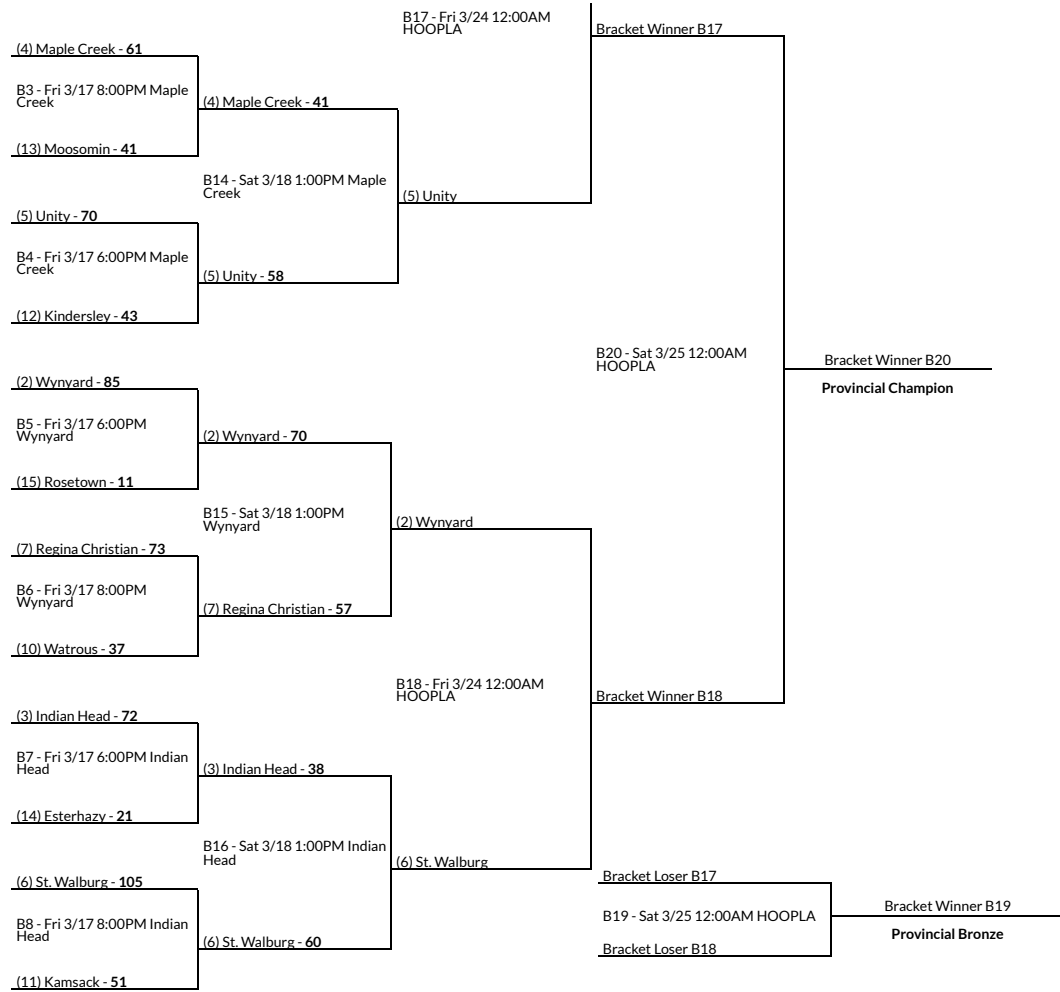 B17 - Fri 3/24 12:00AM
HOOPLA
Bracket Winner B17
(4) Maple Creek - 61
B3 - Fri 3/17 8:00PM Maple
Creek
(4) Maple Creek - 41
(13) Moosomin - 41
B14 - Sat 3/18 1:00PM Maple
Creek
(5) Unity
(5) Unity - 70
B4 - Fri 3/17 6:00PM Maple
Creek
(5) Unity - 58
(12) Kindersley - 43
B20 - Sat 3/25 12:00AM
HOOPLA
Bracket Winner B20
Provincial Champion
(2) Wynyard - 85
B5 - Fri 3/17 6:00PM
Wynyard
(2) Wynyard - 70
(15) Rosetown - 11
B15 - Sat 3/18 1:00PM
Wynyard
(2) Wynyard
(7) Regina Christian - 73
B6 - Fri 3/17 8:00PM
Wynyard
(7) Regina Christian - 57
(10) Watrous - 37
B18 - Fri 3/24 12:00AM
HOOPLA
Bracket Winner B18
(3) Indian Head - 72
B7 - Fri 3/17 6:00PM Indian
Head
(3) Indian Head - 38
(14) Esterhazy - 21
B16 - Sat 3/18 1:00PM Indian
Head
(6) St. Walburg
(6) St. Walburg - 105
B8 - Fri 3/17 8:00PM Indian
Head
(6) St. Walburg - 60
(11) Kamsack - 51
Bracket Loser B17
B19 - Sat 3/25 12:00AM HOOPLA
Bracket Loser B18
Bracket Winner B19
Provincial Bronze